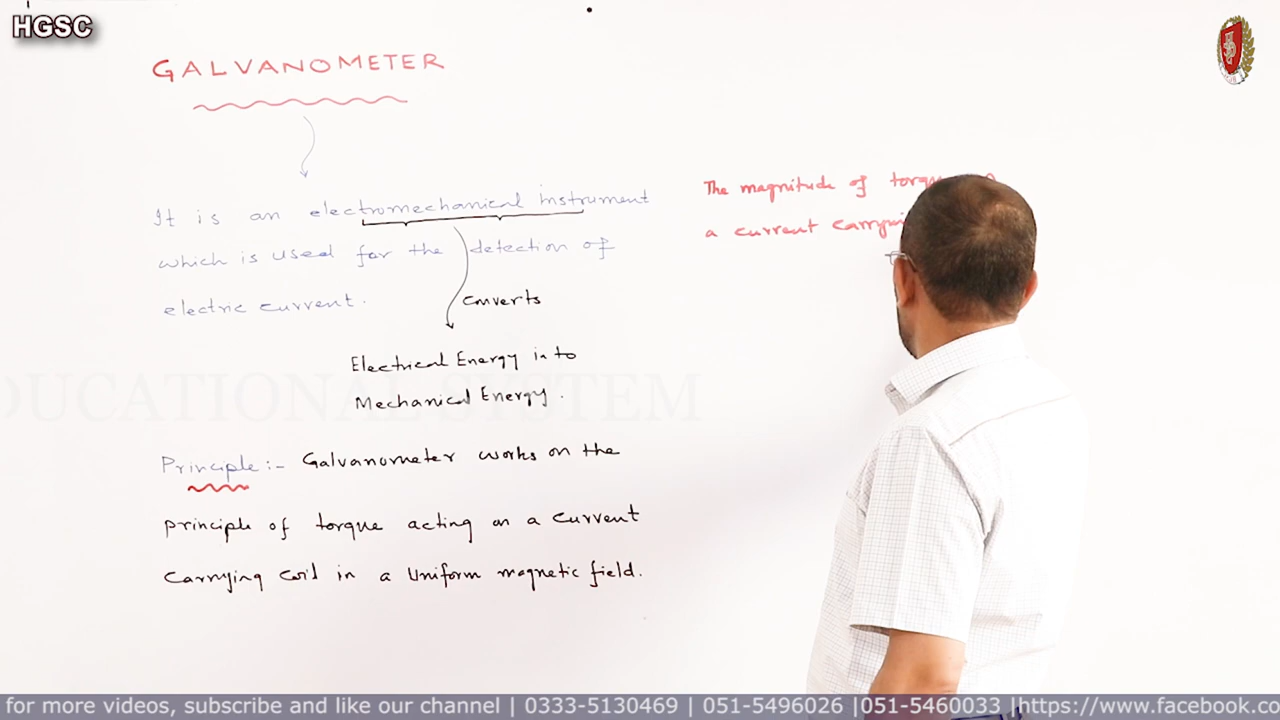 HGSC
GALVANOMETER
It is an electromechanical instrument
which is used for the detection of
electric current.
converts
Electrical Energy in to
Mechanical Energy.
Principle:- Galvanometer works on the
principle of torque acting on a current
carrying coil in a uniform magnetic field.
The magnitude of torque
a current
DUCATIONAL SYSTEM
for more videos, subscribe and like our channel | 0333-5130469 | 051-5496026 |051-5460033 |https://www.facebook.co